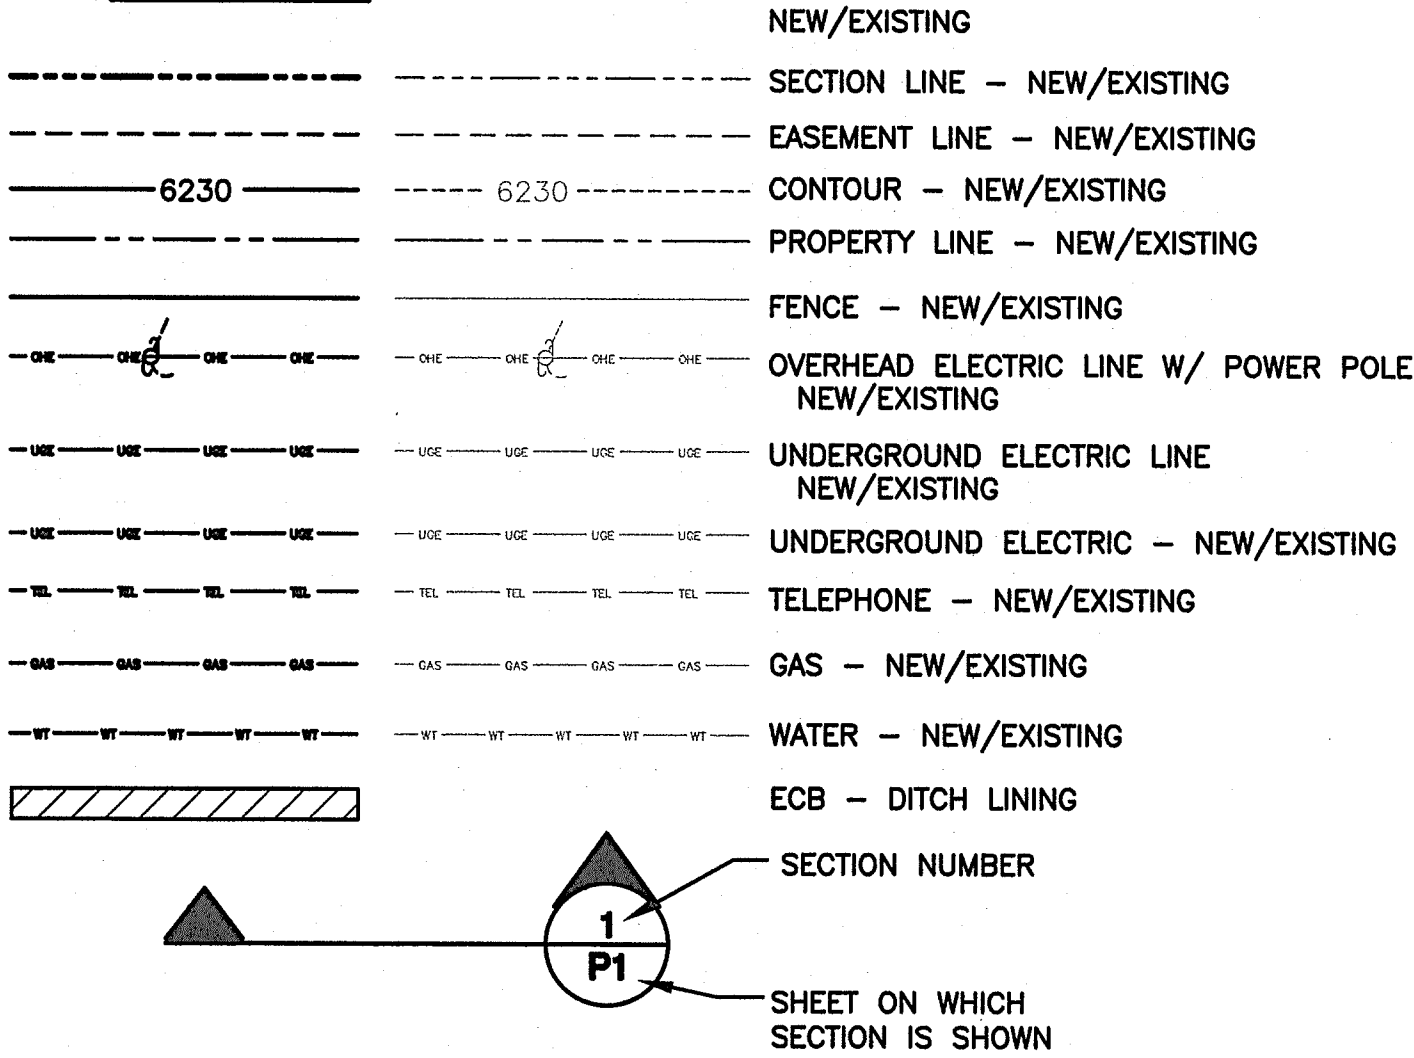 NEW/EXISTING
SECTION LINE – NEW/EXISTING
EASEMENT LINE – NEW/EXISTING
6230 6230 CONTOUR – NEW/EXISTING
PROPERTY LINE – NEW/EXISTING
FENCE – NEW/EXISTING
OHE OHE OHE OHE OHE OHE OHE OHE OVERHEAD ELECTRIC LINE W/ POWER POLE
NEW/EXISTING
UGE UGE UGE UGE UGE UGE UGE UGE UNDERGROUND ELECTRIC LINE
NEW/EXISTING
UGE UGE UGE UGE UGE UGE UGE UGE UNDERGROUND ELECTRIC – NEW/EXISTING
TEL TEL TEL TEL TEL TEL TEL TEL TELEPHONE – NEW/EXISTING
GAS GAS GAS GAS GAS GAS GAS GAS GAS – NEW/EXISTING
WT WT WT WT WT WT WT WT WT WT WATER – NEW/EXISTING
ECB – DITCH LINING
SECTION NUMBER
1
P1
SHEET ON WHICH
SECTION IS SHOWN